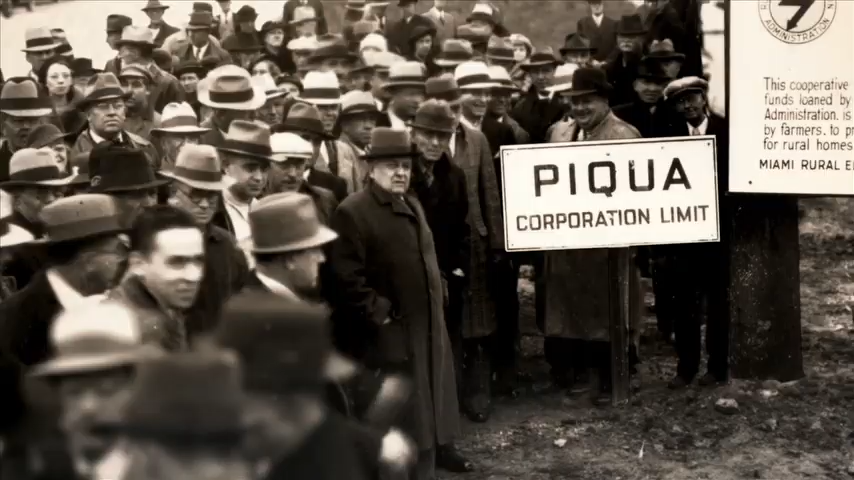 PIQUA
CORPORATION LIMIT
ADMINISTRATION
This cooperative
funds loaned by
Administration. is
by farmers. to pr
for rural homes
MIAMI RURAL E